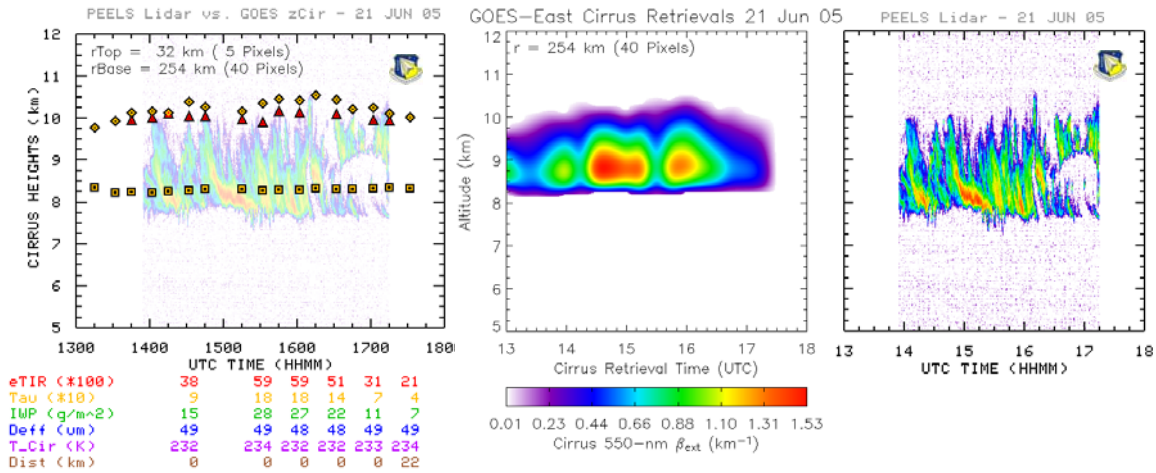 PEELS Lidar vs. GOES zCir - 21 JUN 05
rTop = 32 km ( 5 Pixels)
rBase = 254 km (40 Pixels)
CIRRUS HEIGHTS (km)
12
11
10
9
8
7
6
5
1300 1400 1500 1600 1700 1800
UTC TIME (HHMM)
eTIR (*100) 38 59 59 51 31 21
Tau (*10) 9 18 18 14 7 4
IWP (g/m^2) 15 28 27 22 11 7
Deff (um) 49 49 48 48 49 49
T_Cir (K) 232 234 232 232 233 234
Dist (km) 0 0 0 0 0 22
GOES-East Cirrus Retrievals 21 Jun 05
r = 254 km (40 Pixels)
Altitude (km)
12
11
10
9
8
7
6
5
13 14 15 16 17 18
Cirrus Retrieval Time (UTC)
0.01 0.23 0.44 0.66 0.88 1.10 1.31 1.53
Cirrus 550-nm βext (km⁻¹)
PEELS Lidar - 21 JUN 05
13 14 15 16 17 18
UTC TIME (HHMM)